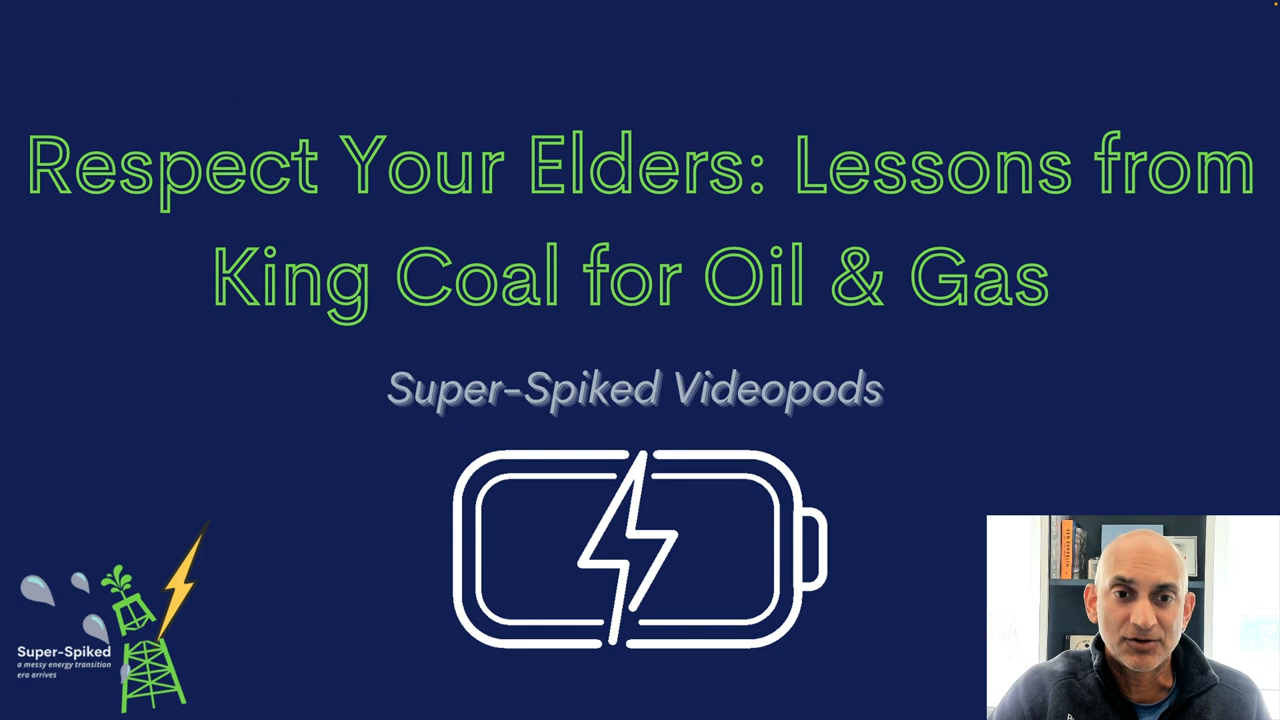 Respect Your Elders: Lessons from
King Coal for Oil & Gas
Super-Spiked Videopods
Super-Spiked
a messy energy transition
era arrives